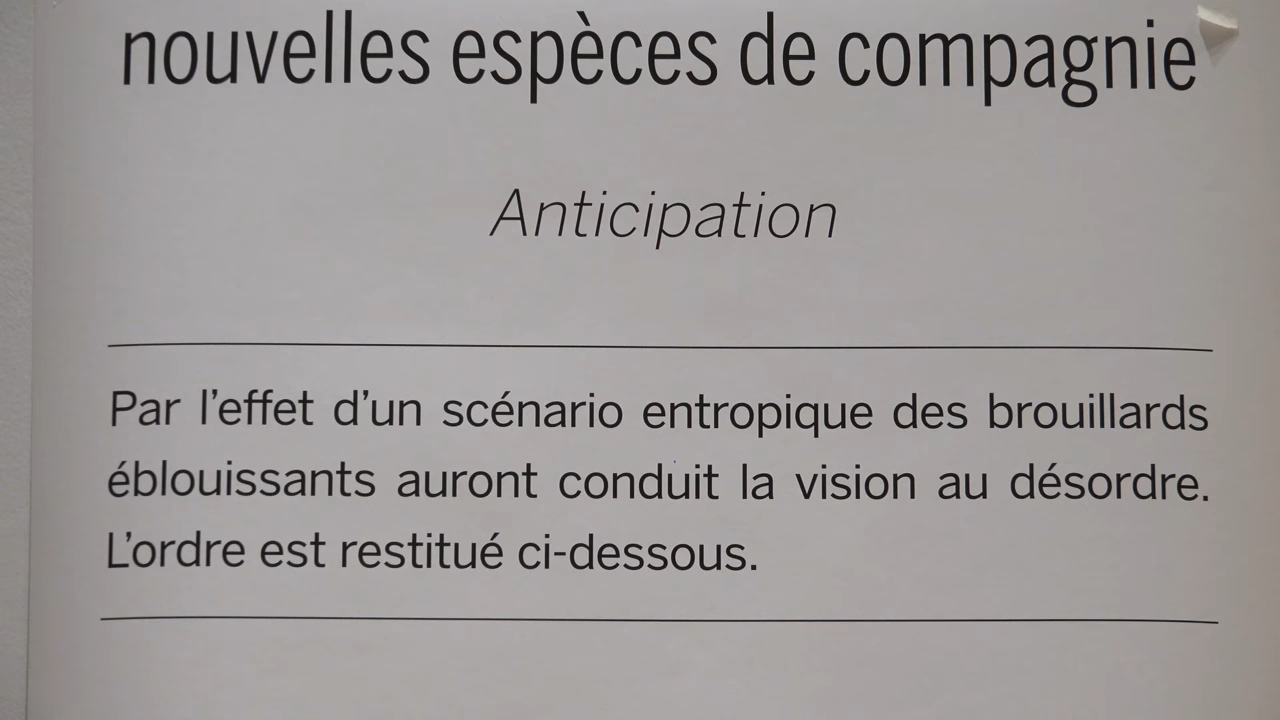 nouvelles espèces de compagnie
Anticipation
Par l’effet d’un scénario entropique des brouillards
éblouissants auront conduit la vision au désordre.
L’ordre est restitué ci-dessous.